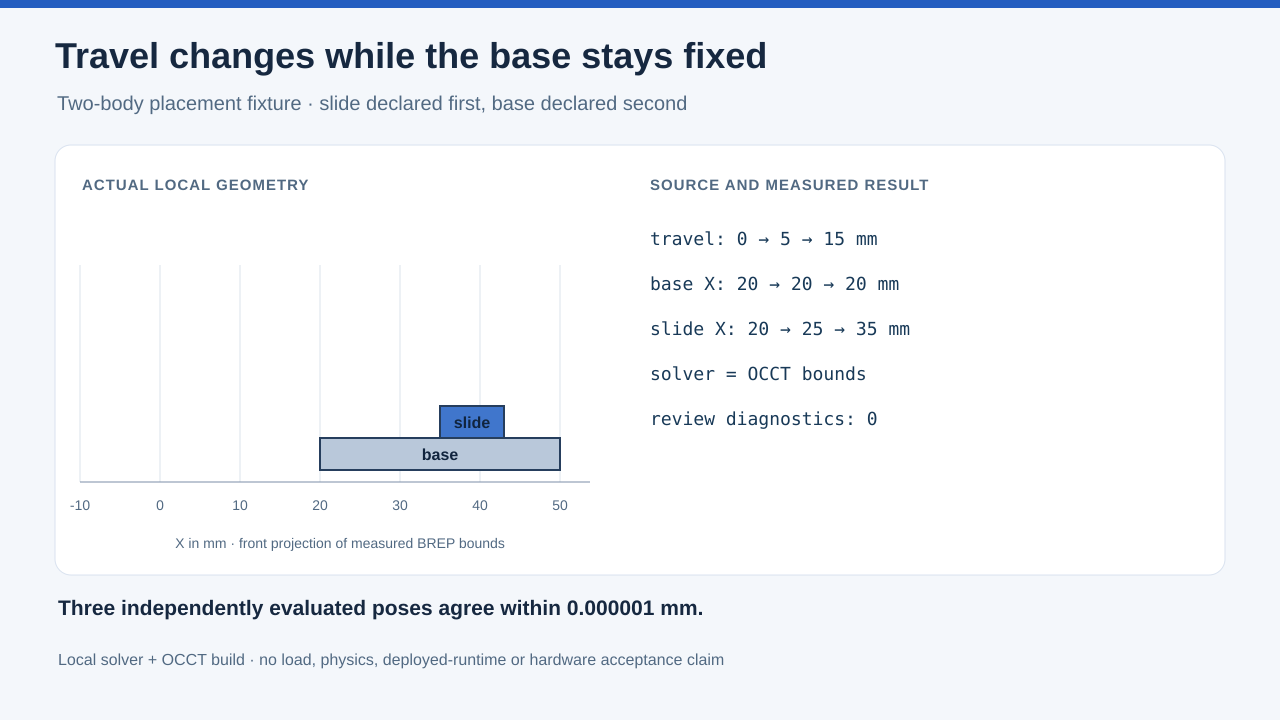 Travel changes while the base stays fixed
Two-body placement fixture · slide declared first, base declared second
ACTUAL LOCAL GEOMETRY
slide
base
-10 0 10 20 30 40 50
X in mm · front projection of measured BREP bounds
SOURCE AND MEASURED RESULT
travel: 0 → 5 → 15 mm
base X: 20 → 20 → 20 mm
slide X: 20 → 25 → 35 mm
solver = OCCT bounds
review diagnostics: 0
Three independently evaluated poses agree within 0.000001 mm.
Local solver + OCCT build · no load, physics, deployed-runtime or hardware acceptance claim